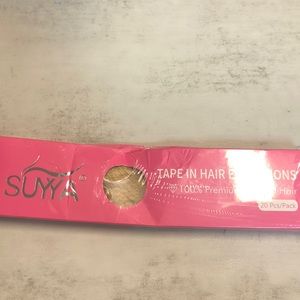 SUYYA
TAPE IN HAIR
100% Premium Hair
20 Pcs/Pack